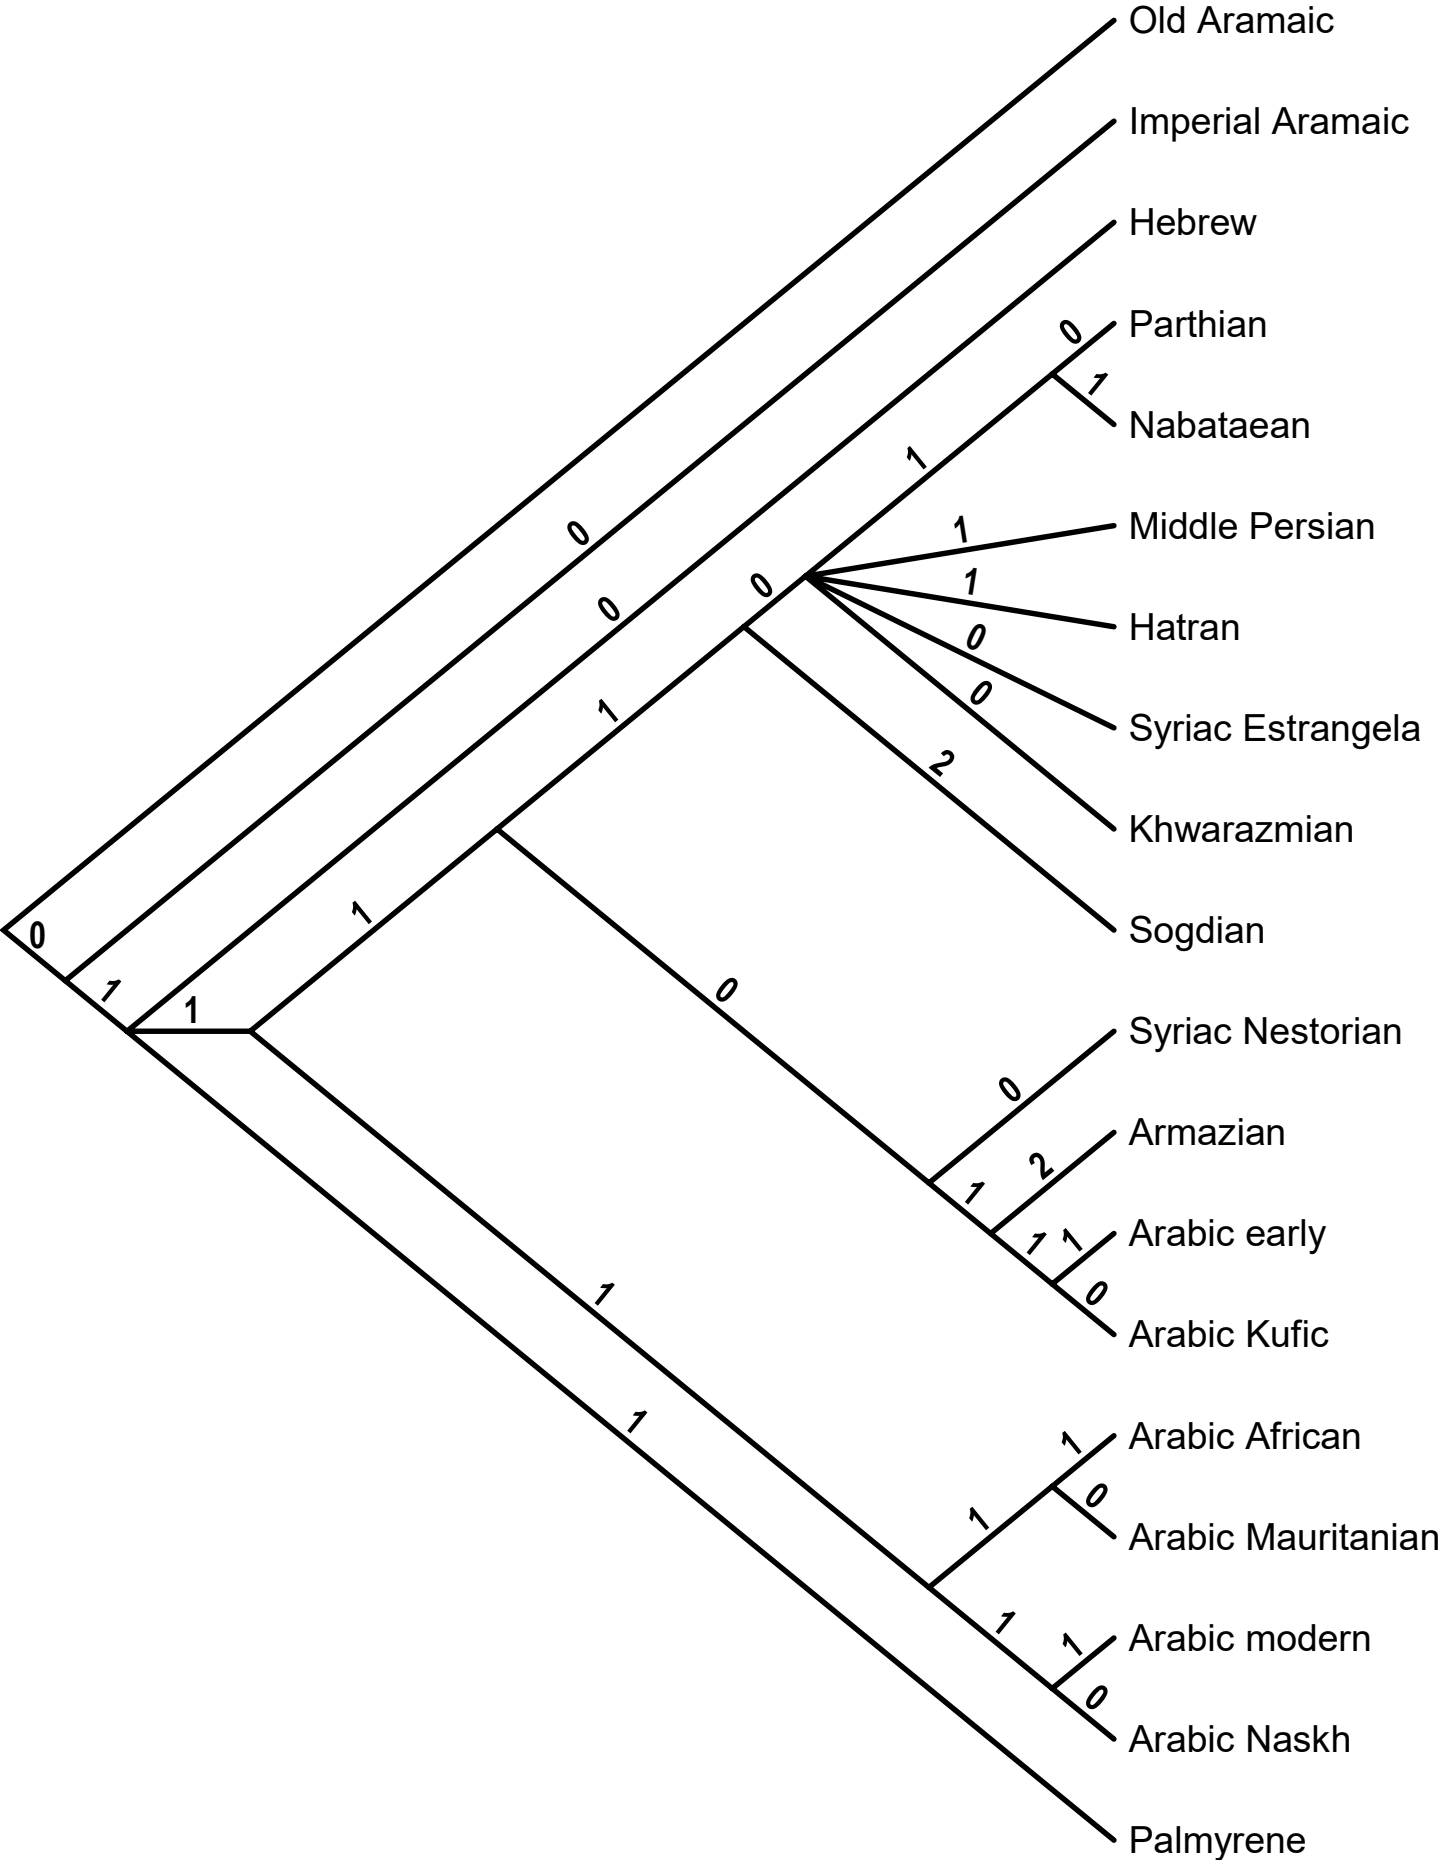 Old Aramaic
Imperial Aramaic
Hebrew
0
Parthian
1
Nabataean
1
1
Middle Persian
0
1
Hatran
0
0
0
Syriac Estrangela
0
1
2
Khwarazmian
1
0
Sogdian
1
0
1
Syriac Nestorian
0
2
Armazian
1
1
1
Arabic early
0
1
Arabic Kufic
1
1
Arabic African
0
1
Arabic Mauritanian
1
1
Arabic modern
0
Arabic Naskh
Palmyrene